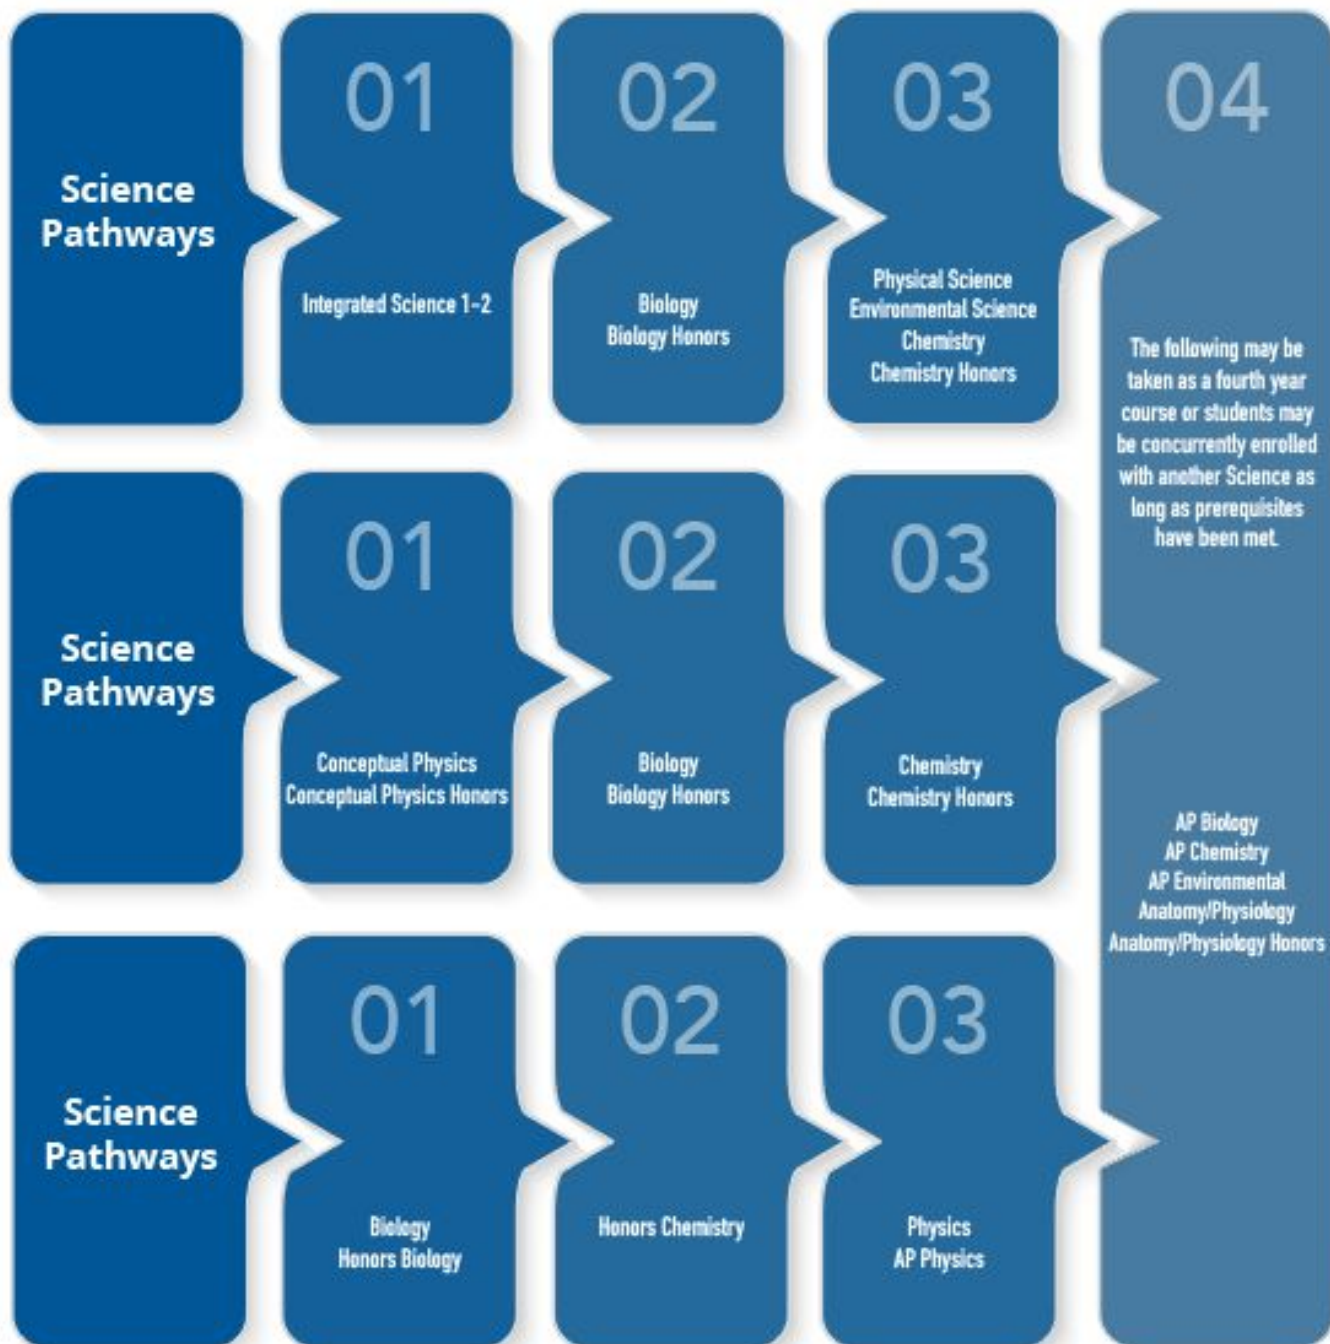 Science
Pathways
01
Integrated Science 1-2
02
Biology
Biology Honors
03
Physical Science
Environmental Science
Chemistry
Chemistry Honors
04
The following may be
taken as a fourth year
course or students may
be concurrently enrolled
with another Science as
long as prerequisites
have been met.
Science
Pathways
01
Conceptual Physics
Conceptual Physics Honors
02
Biology
Biology Honors
03
Chemistry
Chemistry Honors
AP Biology
AP Chemistry
AP Environmental
Anatomy/Physiology
Anatomy/Physiology Honors
Science
Pathways
01
Biology
Honors Biology
02
Honors Chemistry
03
Physics
AP Physics